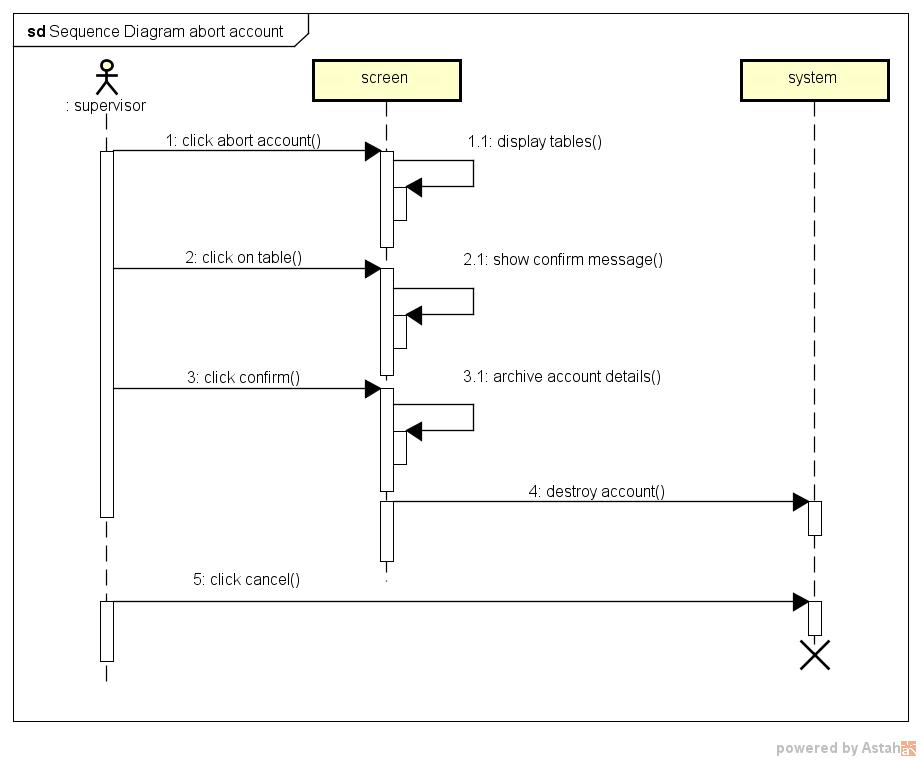 sd Sequence Diagram abort account
: supervisor
screen
system
1: click abort account()
1.1: display tables()
2: click on table()
2.1: show confirm message()
3: click confirm()
3.1: archive account details()
4: destroy account()
5: click cancel()
powered by Astah